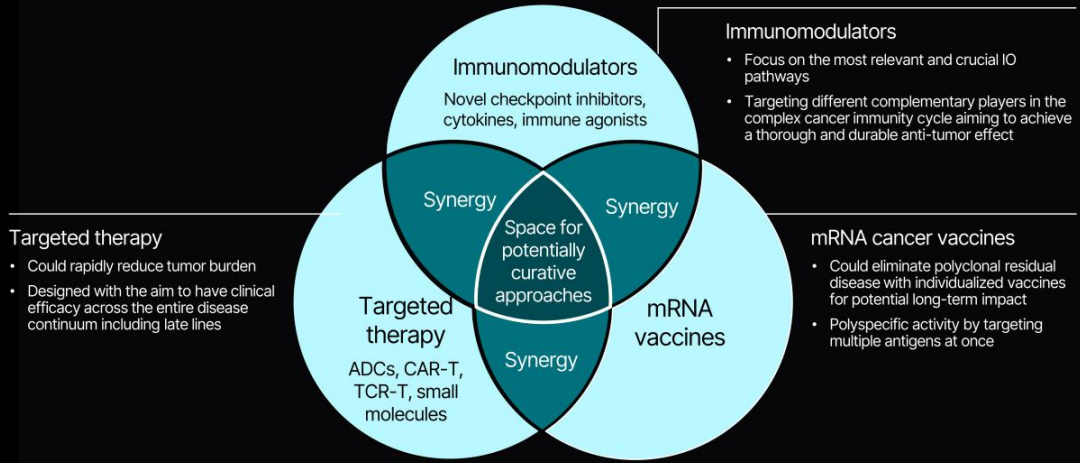 Immunomodulators
Novel checkpoint inhibitors,
cytokines, immune agonists
Immunomodulators
• Focus on the most relevant and crucial IO
pathways
• Targeting different complementary players in the
complex cancer immunity cycle aiming to achieve
a thorough and durable anti-tumor effect
Synergy
Synergy
Space for
potentially
curative
approaches
Targeted therapy
• Could rapidly reduce tumor burden
• Designed with the aim to have clinical
efficacy across the entire disease
continuum including late lines
Targeted
therapy
ADCs, CAR-T,
TCR-T, small
molecules
Synergy
mRNA
vaccines
mRNA cancer vaccines
• Could eliminate polyclonal residual
disease with individualized vaccines
for potential long-term impact
• Polyspecific activity by targeting
multiple antigens at once